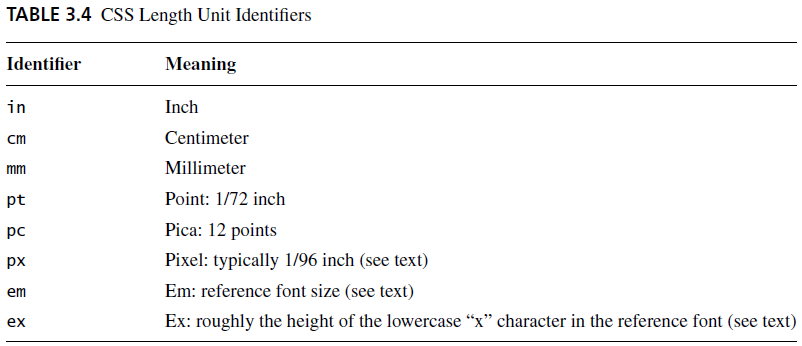 TABLE 3.4 CSS Length Unit Identifiers
Identifier Meaning
in Inch
cm Centimeter
mm Millimeter
pt Point: 1/72 inch
pc Pica: 12 points
px Pixel: typically 1/96 inch (see text)
em Em: reference font size (see text)
ex Ex: roughly the height of the lowercase “x” character in the reference font (see text)